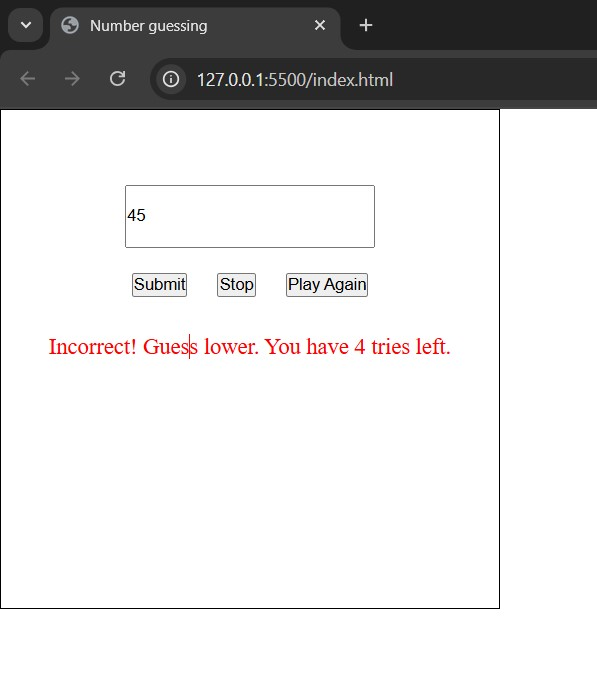 Number guessing
127.0.0.1:5500/index.html
45
Submit Stop Play Again
Incorrect! Guess lower. You have 4 tries left.